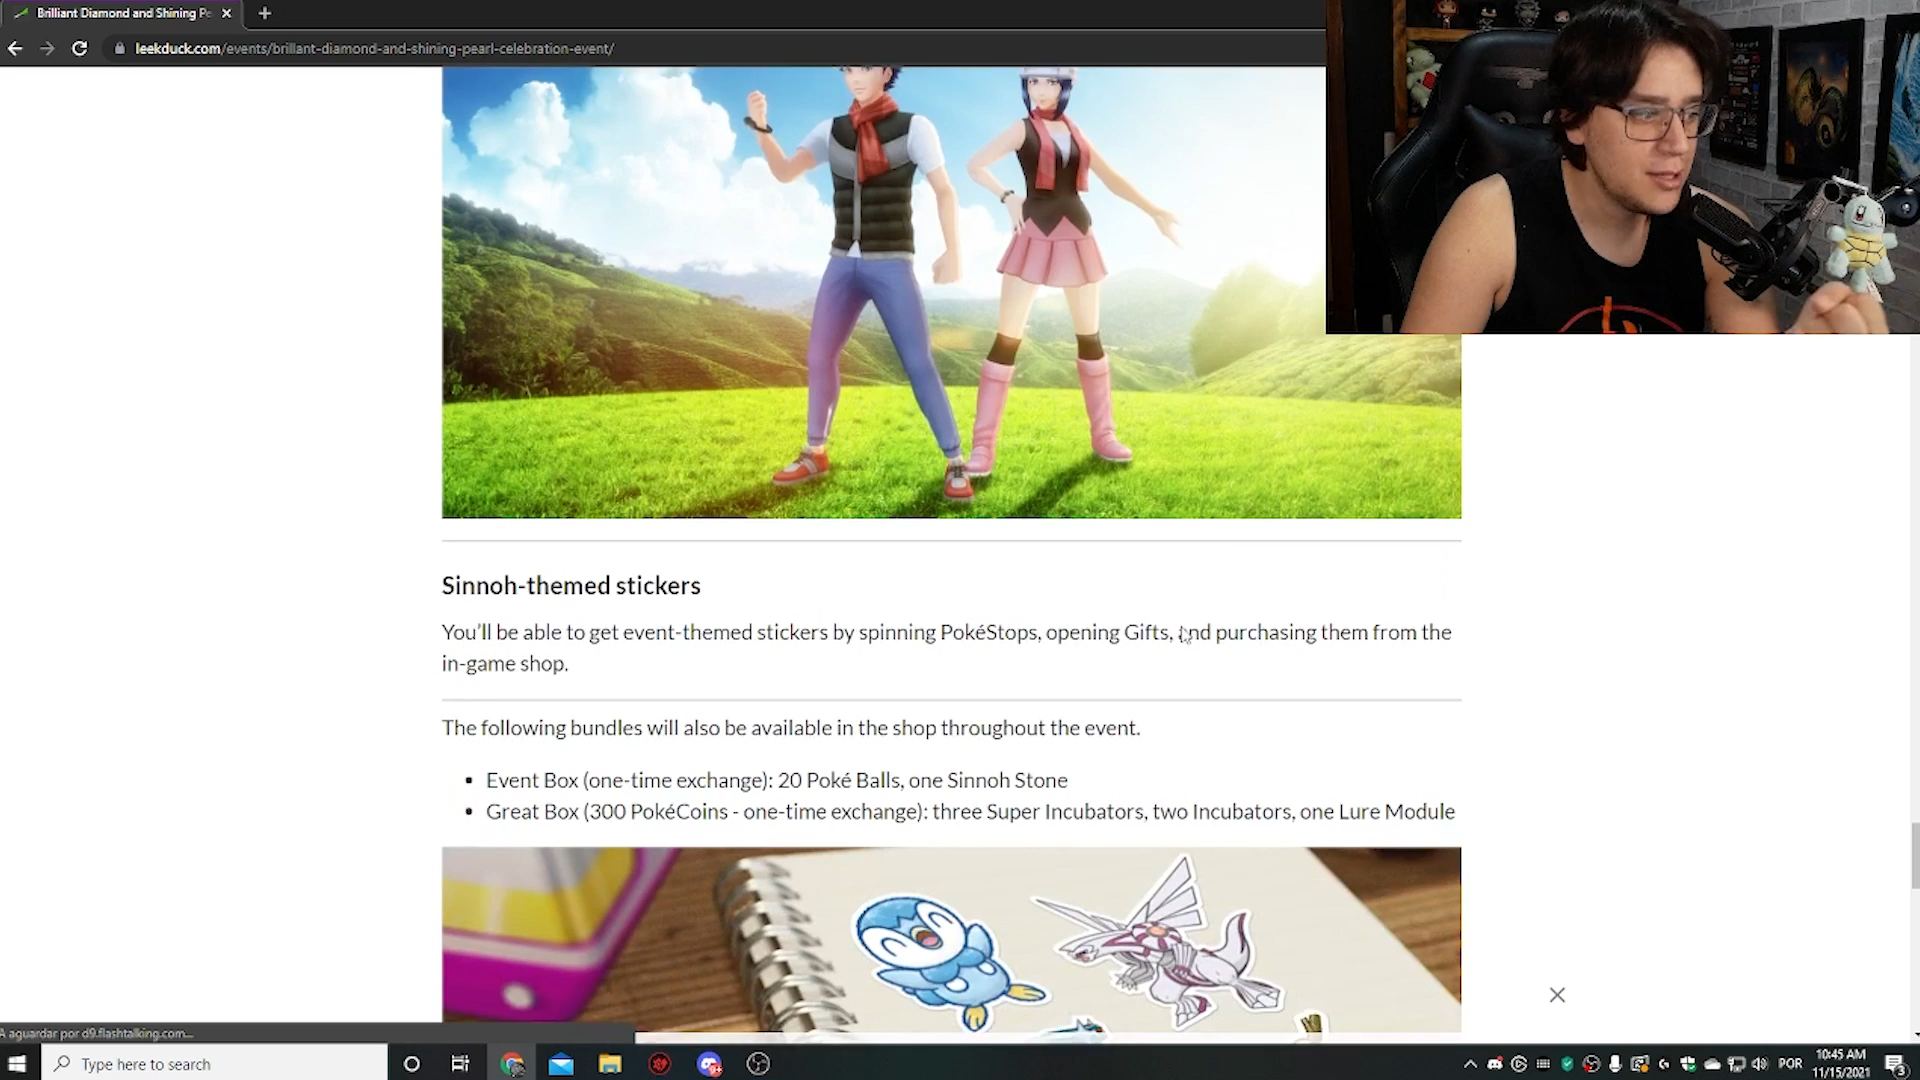 Brilliant Diamond and Shining Pe
leekduck.com/events/brillant-diamond-and-shining-pearl-celebration-event/
Sinnoh-themed stickers
You'll be able to get event-themed stickers by spinning PokéStops, opening Gifts, and purchasing them from the
in-game shop.
The following bundles will also be available in the shop throughout the event.
• Event Box (one-time exchange): 20 Poké Balls, one Sinnoh Stone
• Great Box (300 PokéCoins - one-time exchange): three Super Incubators, two Incubators, one Lure Module
A aguardar por d9.flashtalking.com...
Type here to search
POR
10:45 AM
11/15/2021
3